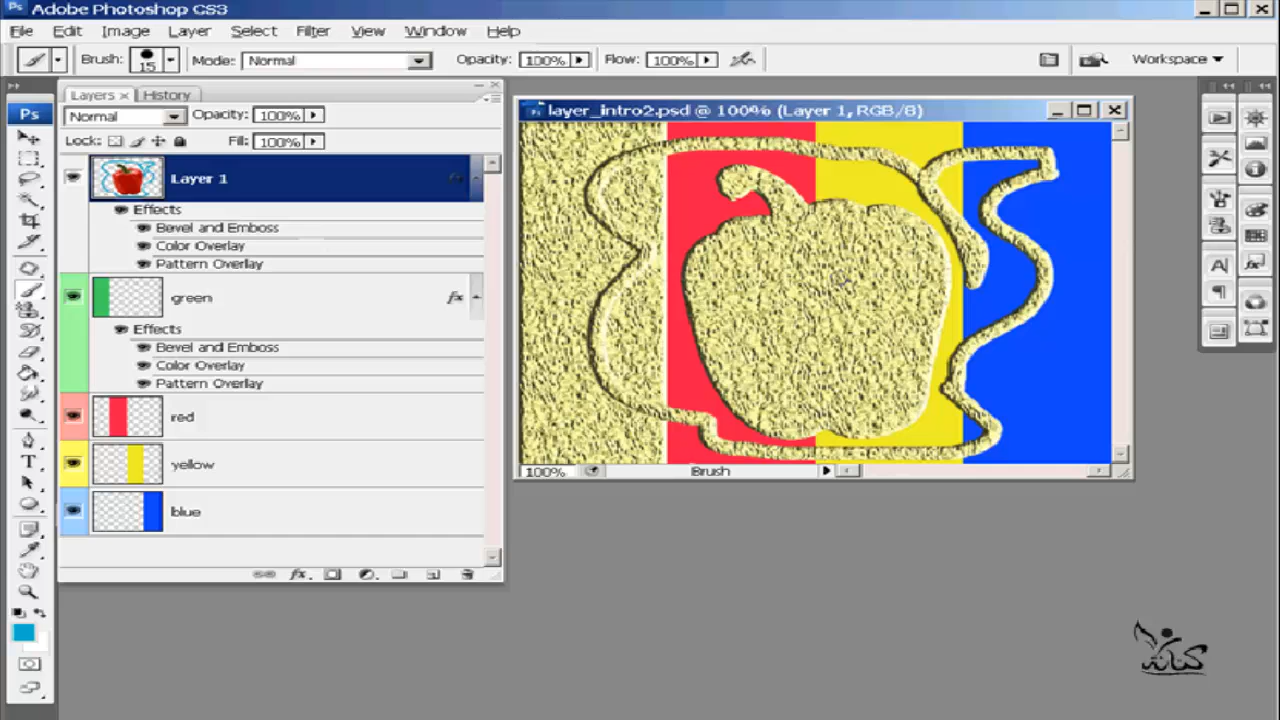 Adobe Photoshop CS3
File Edit Image Layer Select Filter View Window Help
Brush: 15 Mode: Normal Opacity: 100% Flow: 100% Workspace
Layers × History
Normal Opacity: 100%
Lock: Fill: 100%
Layer 1
Effects
Bevel and Emboss
Color Overlay
Pattern Overlay
green fx
Effects
Bevel and Emboss
Color Overlay
Pattern Overlay
red
yellow
blue
Ps
layer_intro2.psd @ 100% (Layer 1, RGB/8)
100% Brush
كنانة